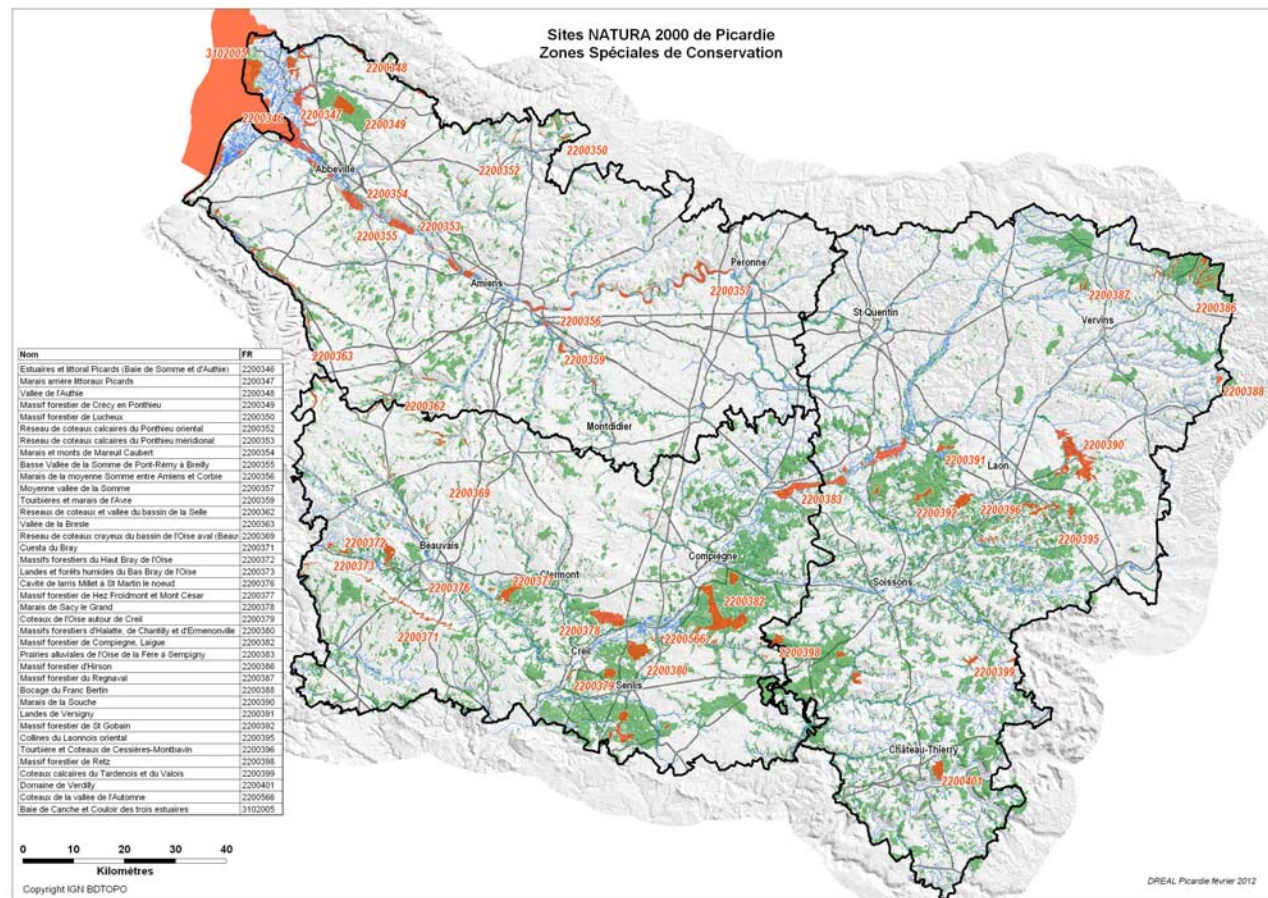 Sites NATURA 2000 de Picardie
Zones Spéciales de Conservation
3102005
2200348
2200346
2200347
2200349
2200350
Abbeville
2200352
2200354
2200355
2200353
Péronne
Amiens
2200357
2200356
2200359
St Quentin
2200387
2200386
Vervins
2200388
2200363
2200362
Montdidier
2200390
2200391
Laon
2200383
2200392
2200396
2200395
2200369
Compiègne
Soissons
2200372
Beauvais
2200373
2200376
2200377
Clermont
2200382
2200371
2200378
2200566
Creil
2200380
2200398
2200399
2200379
Senlis
Château-Thierry
2200401
Nom FR
Estuaires et littoral Picards (Baie de Somme et d'Authie) 2200346
Marais arrière littoraux Picards 2200347
Vallée de l'Authie 2200348
Massif forestier de Crécy en Ponthieu 2200349
Massif forestier de Lucheux 2200350
Réseau de coteaux calcaires du Ponthieu oriental 2200352
Réseau de coteaux calcaires du Ponthieu méridional 2200353
Marais et monts de Mareuil Caubert 2200354
Basse Vallée de la Somme de Pont-Rémy à Breilly 2200355
Marais de la moyenne Somme entre Amiens et Corbie 2200356
Moyenne vallée de la Somme 2200357
Tourbières et marais de l'Avre 2200359
Réseaux de coteaux et vallée du bassin de la Selle 2200362
Vallée de la Bresle 2200363
Réseau de coteaux crayeux du bassin de l'Oise aval (Beauv 2200369
Cuesta du Bray 2200371
Massifs forestiers du Haut Bray de l'Oise 2200372
Landes et forêts humides du Bas Bray de l'Oise 2200373
Cavité de larris Millet à St Martin le noeud 2200376
Massif forestier de Hez Froidmont et Mont Cesar 2200377
Marais de Sacy le Grand 2200378
Coteaux de l'Oise autour de Creil 2200379
Massifs forestiers d'Halatte, de Chantilly et d'Ermenonville 2200380
Massif forestier de Compiegne, Laigue 2200382
Prairies alluviales de l'Oise de la Fère à Sempigny 2200383
Massif forestier d'Hirson 2200386
Massif forestier du Regnaval 2200387
Bocage du Franc Bertin 2200388
Marais de la Souche 2200390
Landes de Versigny 2200391
Massif forestier de St Gobain 2200392
Collines du Laonnois oriental 2200395
Tourbière et Coteaux de Cessières-Montbavin 2200396
Massif forestier de Retz 2200398
Coteaux calcaires du Tardenois et du Valois 2200399
Domaine de Verdilly 2200401
Coteaux de la vallée de l'Automne 2200566
Baie de Canche et Couloir des trois estuaires 3102005
0 10 20 30 40
Kilométres
Copyright IGN BDTOPO
DREAL Picardie février 2012